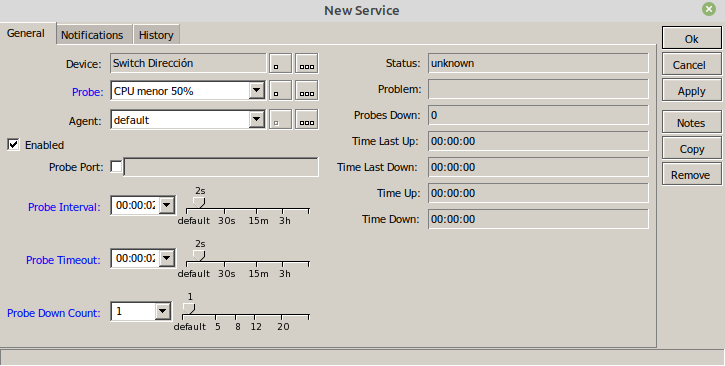 New Service
General Notifications History
Device: Switch Dirección
Probe: CPU menor 50%
Agent: default
Enabled
Probe Port:
2s
Probe Interval: 00:00:02
default 30s 15m 3h
2s
Probe Timeout: 00:00:02
default 30s 15m 3h
1
Probe Down Count: 1
default 5 8 12 20
Status: unknown
Problem:
Probes Down: 0
Time Last Up: 00:00:00
Time Last Down: 00:00:00
Time Up: 00:00:00
Time Down: 00:00:00
Ok
Cancel
Apply
Notes
Copy
Remove